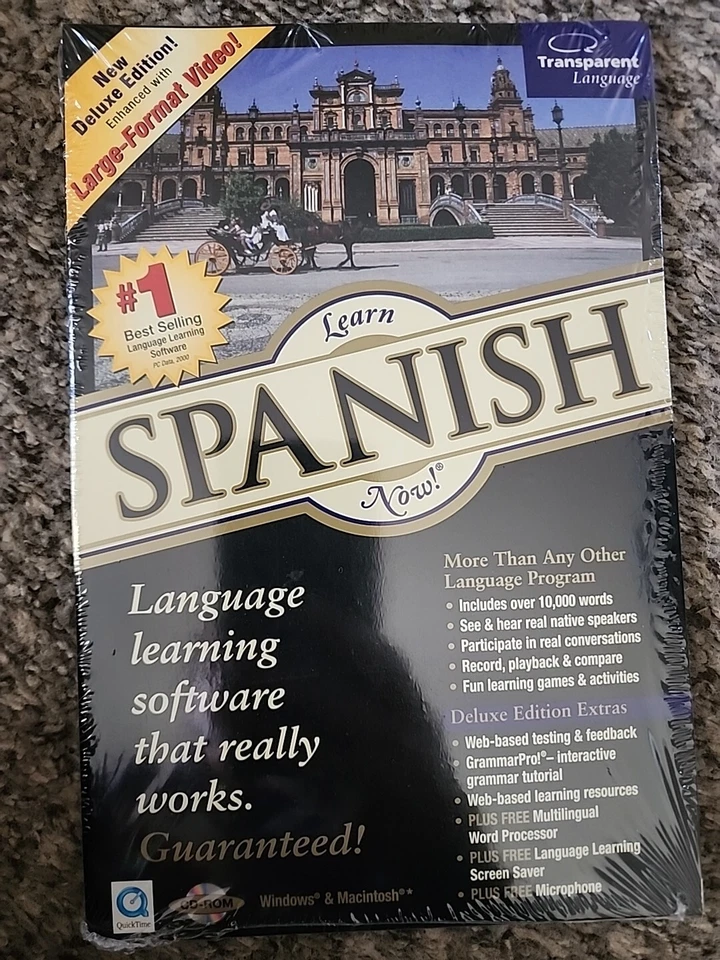 New
Deluxe Edition!
Enhanced with
Large-Format Video!
Transparent
Language
#1
Best Selling
Language Learning
Software
PC Data, 2000
Learn
SPANISH
Now!®
Language
learning
software
that really
works.
Guaranteed!
More Than Any Other
Language Program
• Includes over 10,000 words
• See & hear real native speakers
• Participate in real conversations
• Record, playback & compare
• Fun learning games & activities
Deluxe Edition Extras
• Web-based testing & feedback
• GrammarPro!®– interactive
grammar tutorial
• Web-based learning resources
• PLUS FREE Multilingual
Word Processor
• PLUS FREE Language Learning
Screen Saver
• PLUS FREE Microphone
QuickTime
CD-ROM
Windows® & Macintosh®*